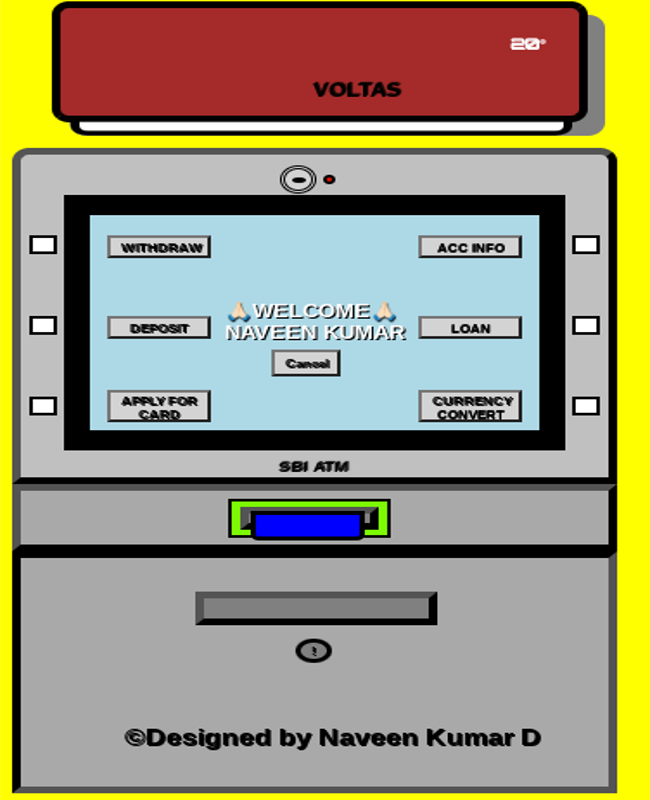 20°
VOLTAS
WITHDRAW
ACC INFO
🙏🏻WELCOME🙏🏻
NAVEEN KUMAR
DEPOSIT
LOAN
Cancel
APPLY FOR
CARD
CURRENCY
CONVERT
SBI ATM
©Designed by Naveen Kumar D